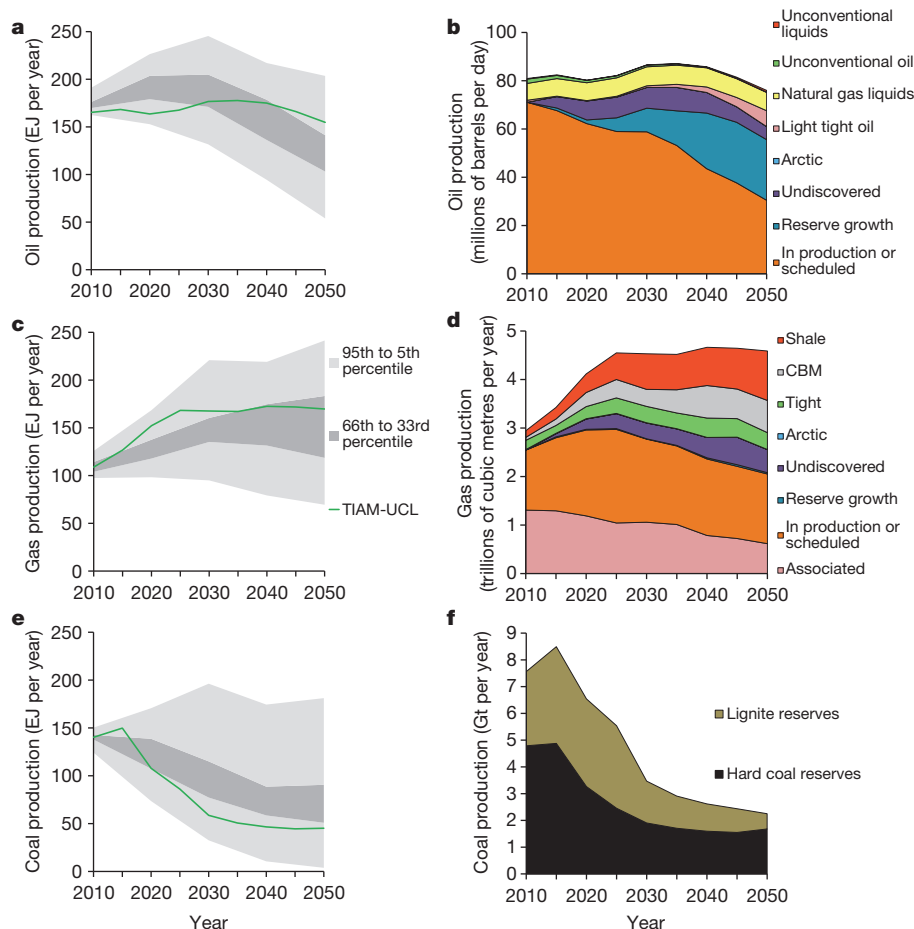 a
Oil production (EJ per year)
250
200
150
100
50
0
2010 2020 2030 2040 2050
b
Oil production
(millions of barrels per day)
100
80
60
40
20
0
2010 2020 2030 2040 2050
Unconventional
liquids
Unconventional oil
Natural gas liquids
Light tight oil
Arctic
Undiscovered
Reserve growth
In production or
scheduled
c
Gas production (EJ per year)
250
200
150
100
50
0
2010 2020 2030 2040 2050
95th to 5th
percentile
66th to 33rd
percentile
TIAM-UCL
d
Gas production
(trillions of cubic metres per year)
5
4
3
2
1
0
2010 2020 2030 2040 2050
Shale
CBM
Tight
Arctic
Undiscovered
Reserve growth
In production or
scheduled
Associated
e
Coal production (EJ per year)
250
200
150
100
50
0
2010 2020 2030 2040 2050
Year
f
Coal production (Gt per year)
9
8
7
6
5
4
3
2
1
0
2010 2020 2030 2040 2050
Year
Lignite reserves
Hard coal reserves